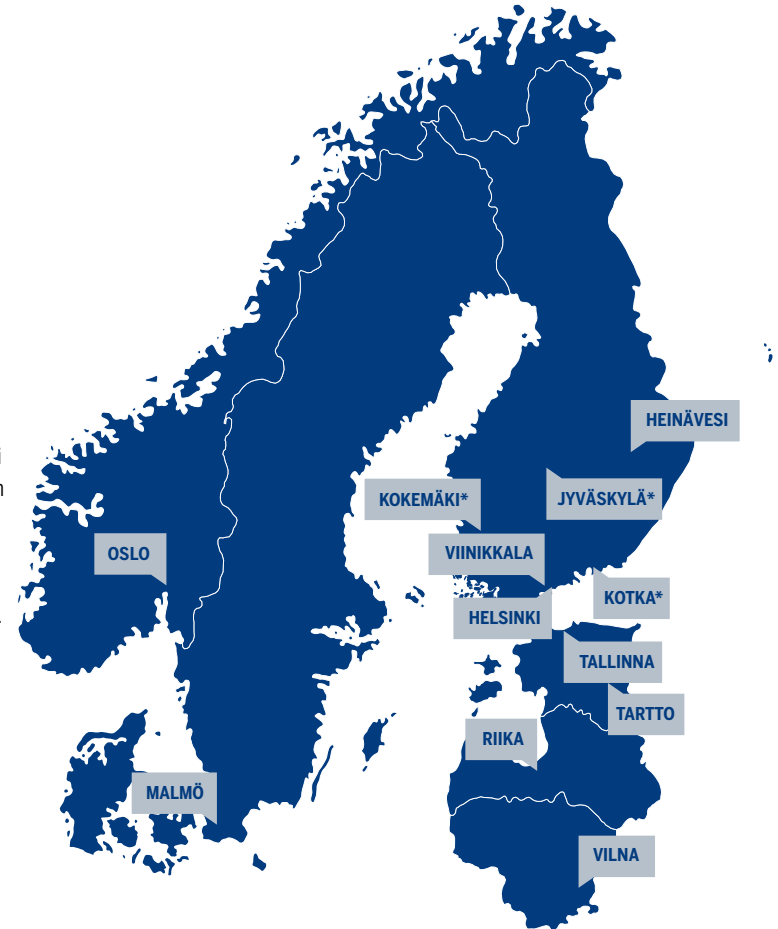 HEINÄVESI
i
KOKEMÄKI*
JYVÄSKYLÄ*
n
OSLO
VIINIKKALA
KOTKA*
HELSINKI
TALLINNA
TARTTO
RIIKA
MALMÖ
VILNA